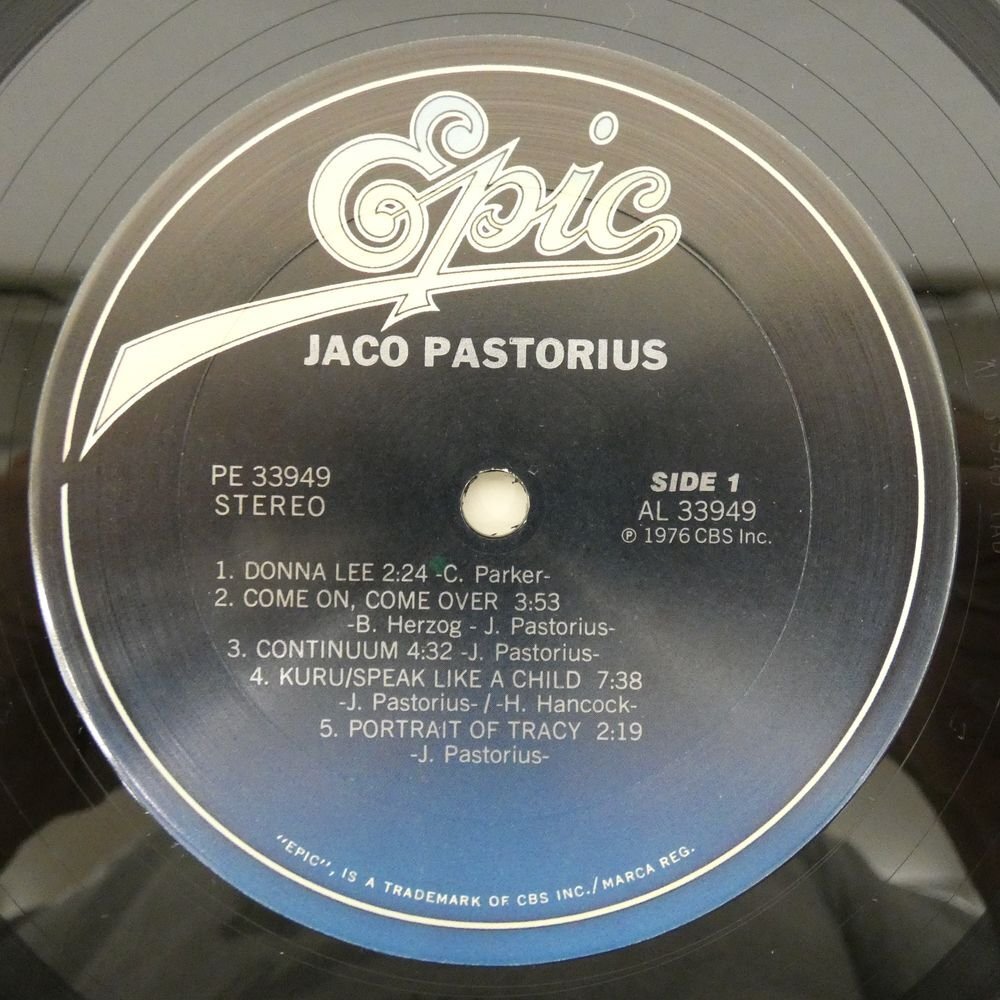 Epic
JACO PASTORIUS
PE 33949
STEREO
SIDE 1
AL 33949
℗ 1976 CBS Inc.
1. DONNA LEE 2:24 -C. Parker-
2. COME ON, COME OVER 3:53
-B. Herzog - J. Pastorius-
3. CONTINUUM 4:32 -J. Pastorius-
4. KURU/SPEAK LIKE A CHILD 7:38
-J. Pastorius- / -H. Hancock-
5. PORTRAIT OF TRACY 2:19
-J. Pastorius-
"EPIC", IS A TRADEMARK OF CBS INC./MARCA REG.